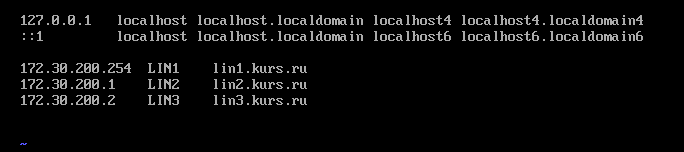 127.0.0.1   localhost localhost.localdomain localhost4 localhost4.localdomain4
::1         localhost localhost.localdomain localhost6 localhost6.localdomain6
172.30.200.254  LIN1    lin1.kurs.ru
172.30.200.1    LIN2    lin2.kurs.ru
172.30.200.2    LIN3    lin3.kurs.ru
~